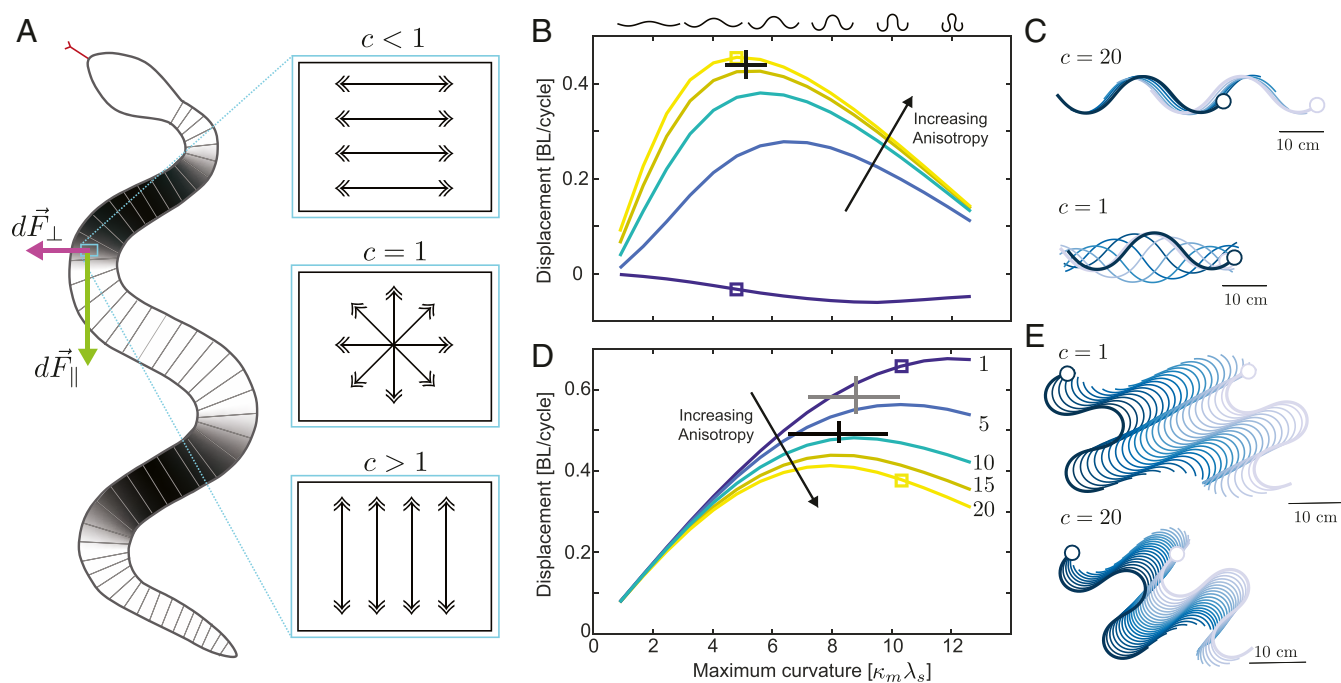 A
c < 1
c = 1
c > 1
dF⃗⊥
dF⃗∥
B
Displacement [BL/cycle]
0.4
0.2
0
Increasing
Anisotropy
C
c = 20
10 cm
c = 1
10 cm
D
Displacement [BL/cycle]
0.6
0.4
0.2
0
Increasing
Anisotropy
1
5
10
15
20
0 2 4 6 8 10 12
Maximum curvature [κₘλₛ]
E
c = 1
10 cm
c = 20
10 cm